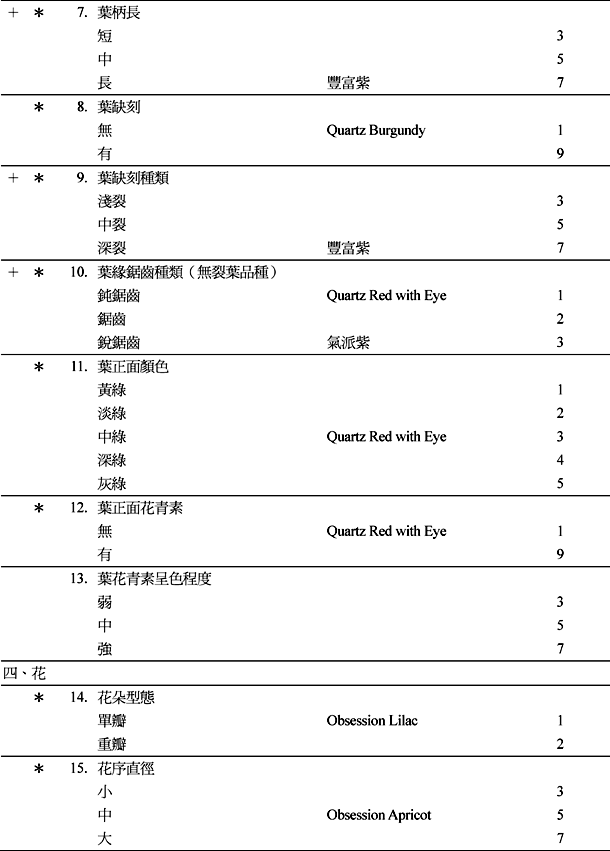 ＋ ＊ 7. 葉柄長
短 3
中 5
長 豐富紫 7
＊ 8. 葉缺刻
無 Quartz Burgundy 1
有 9
＋ ＊ 9. 葉缺刻種類
淺裂 3
中裂 5
深裂 豐富紫 7
＋ ＊ 10. 葉緣鋸齒種類（無裂葉品種）
鈍鋸齒 Quartz Red with Eye 1
鋸齒 2
銳鋸齒 氣派紫 3
＊ 11. 葉正面顏色
黃綠 1
淡綠 2
中綠 Quartz Red with Eye 3
深綠 4
灰綠 5
＊ 12. 葉正面花青素
無 Quartz Red with Eye 1
有 9
13. 葉花青素呈色程度
弱 3
中 5
強 7
四、花
＊ 14. 花朵型態
單瓣 Obsession Lilac 1
重瓣 2
＊ 15. 花序直徑
小 3
中 Obsession Apricot 5
大 7